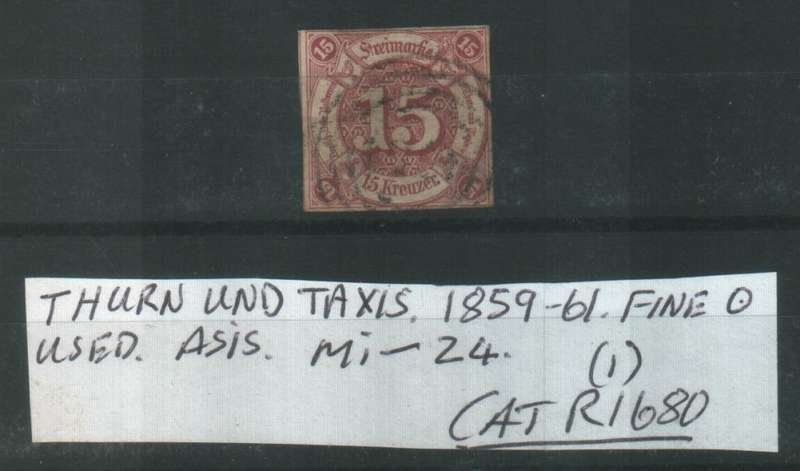 15 Freimarke 15
15
15 Kreuzer.
THURN UND TAXIS. 1859-61. FINE ⊙
USED. ASIS. Mi-24. (1)
CAT R1680